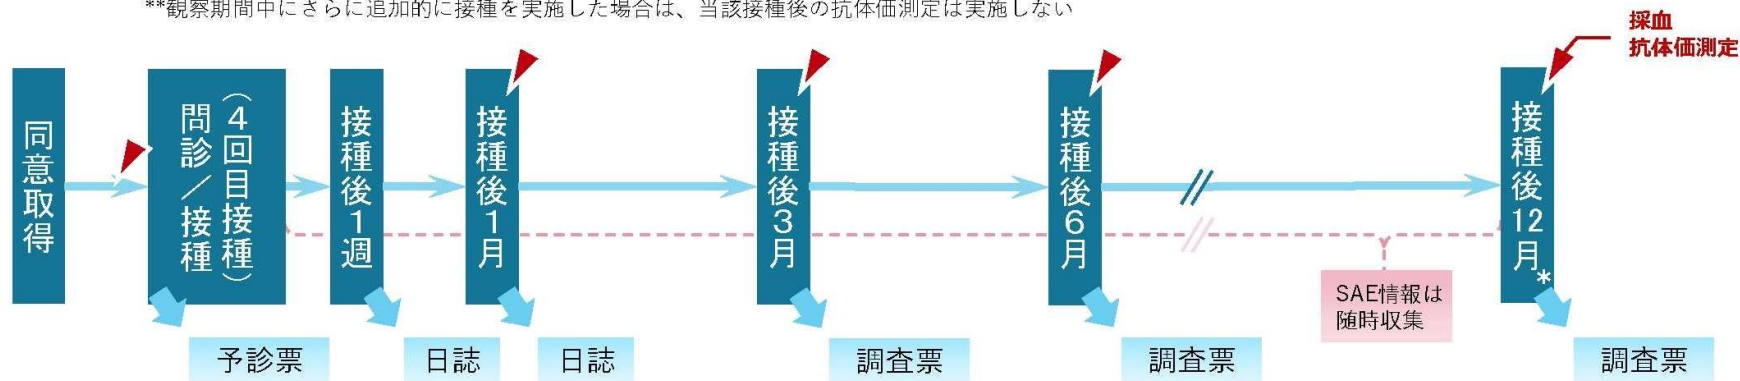 **観察期間中にさらに追加的に接種を実施した場合は、当該接種後の抗体価測定は実施しない
採血
抗体価測定
同意取得
(4回目接種)
問診/接種
接種後1週
接種後1月
接種後3月
接種後6月
接種後12月*
SAE情報は
随時収集
予診票
日誌
日誌
調査票
調査票
調査票